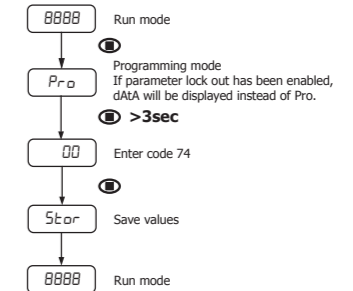 8888 Run mode
Programming mode
If parameter lock out has been enabled,
Pro dAtA will be displayed instead of Pro.
>3sec
00 Enter code 74
Stor Save values
8888 Run mode